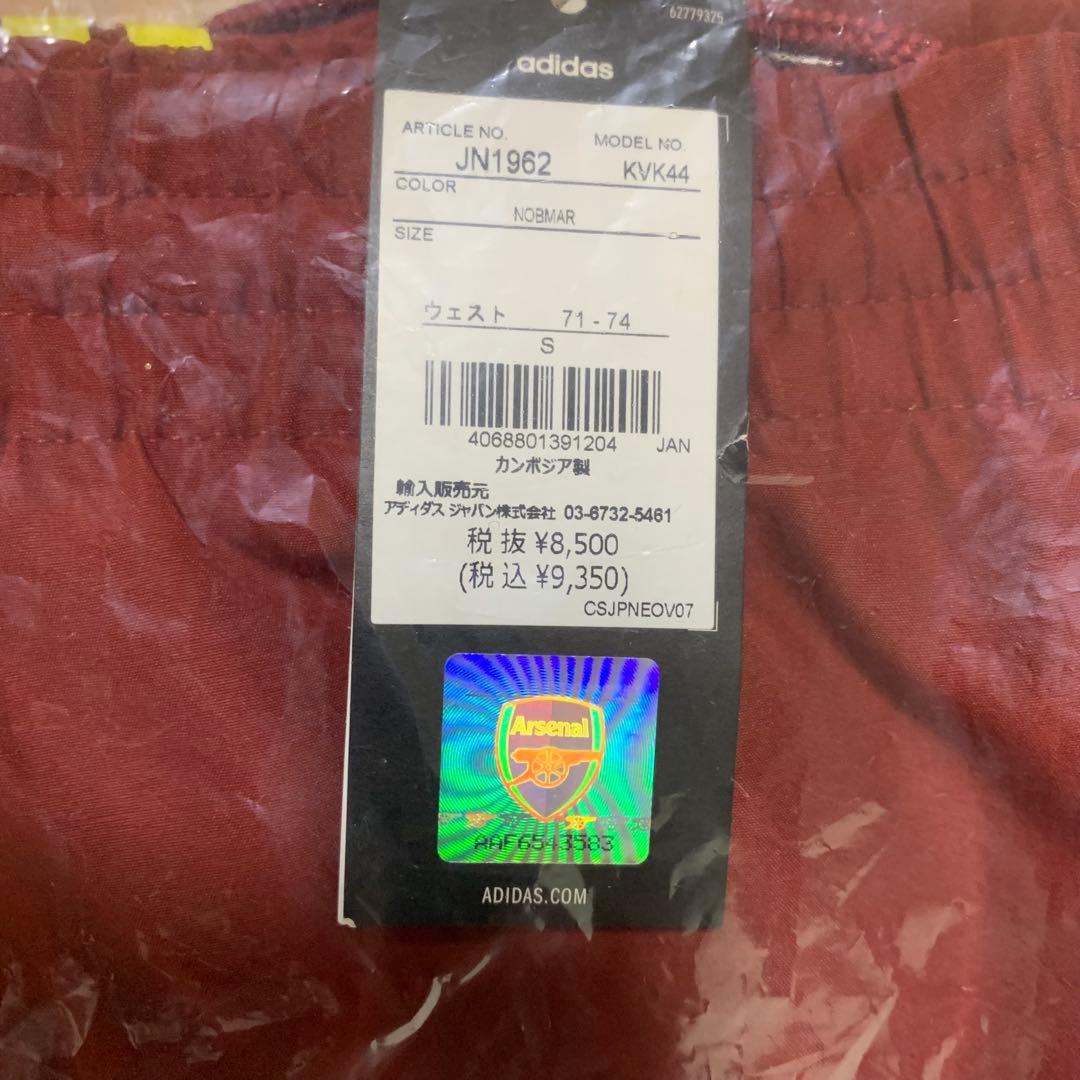 62779325
adidas
ARTICLE NO. MODEL NO.
JN1962 KVK44
COLOR
NOBMAR
SIZE
ウェスト 71 - 74
S
4068801391204 JAN
カンボジア製
輸入販売元
アディダス ジャパン株式会社 03-6732-5461
税 抜 ¥8,500
(税 込 ¥9,350)
CSJPNEOV07
Arsenal
AAF6543583
ADIDAS.COM